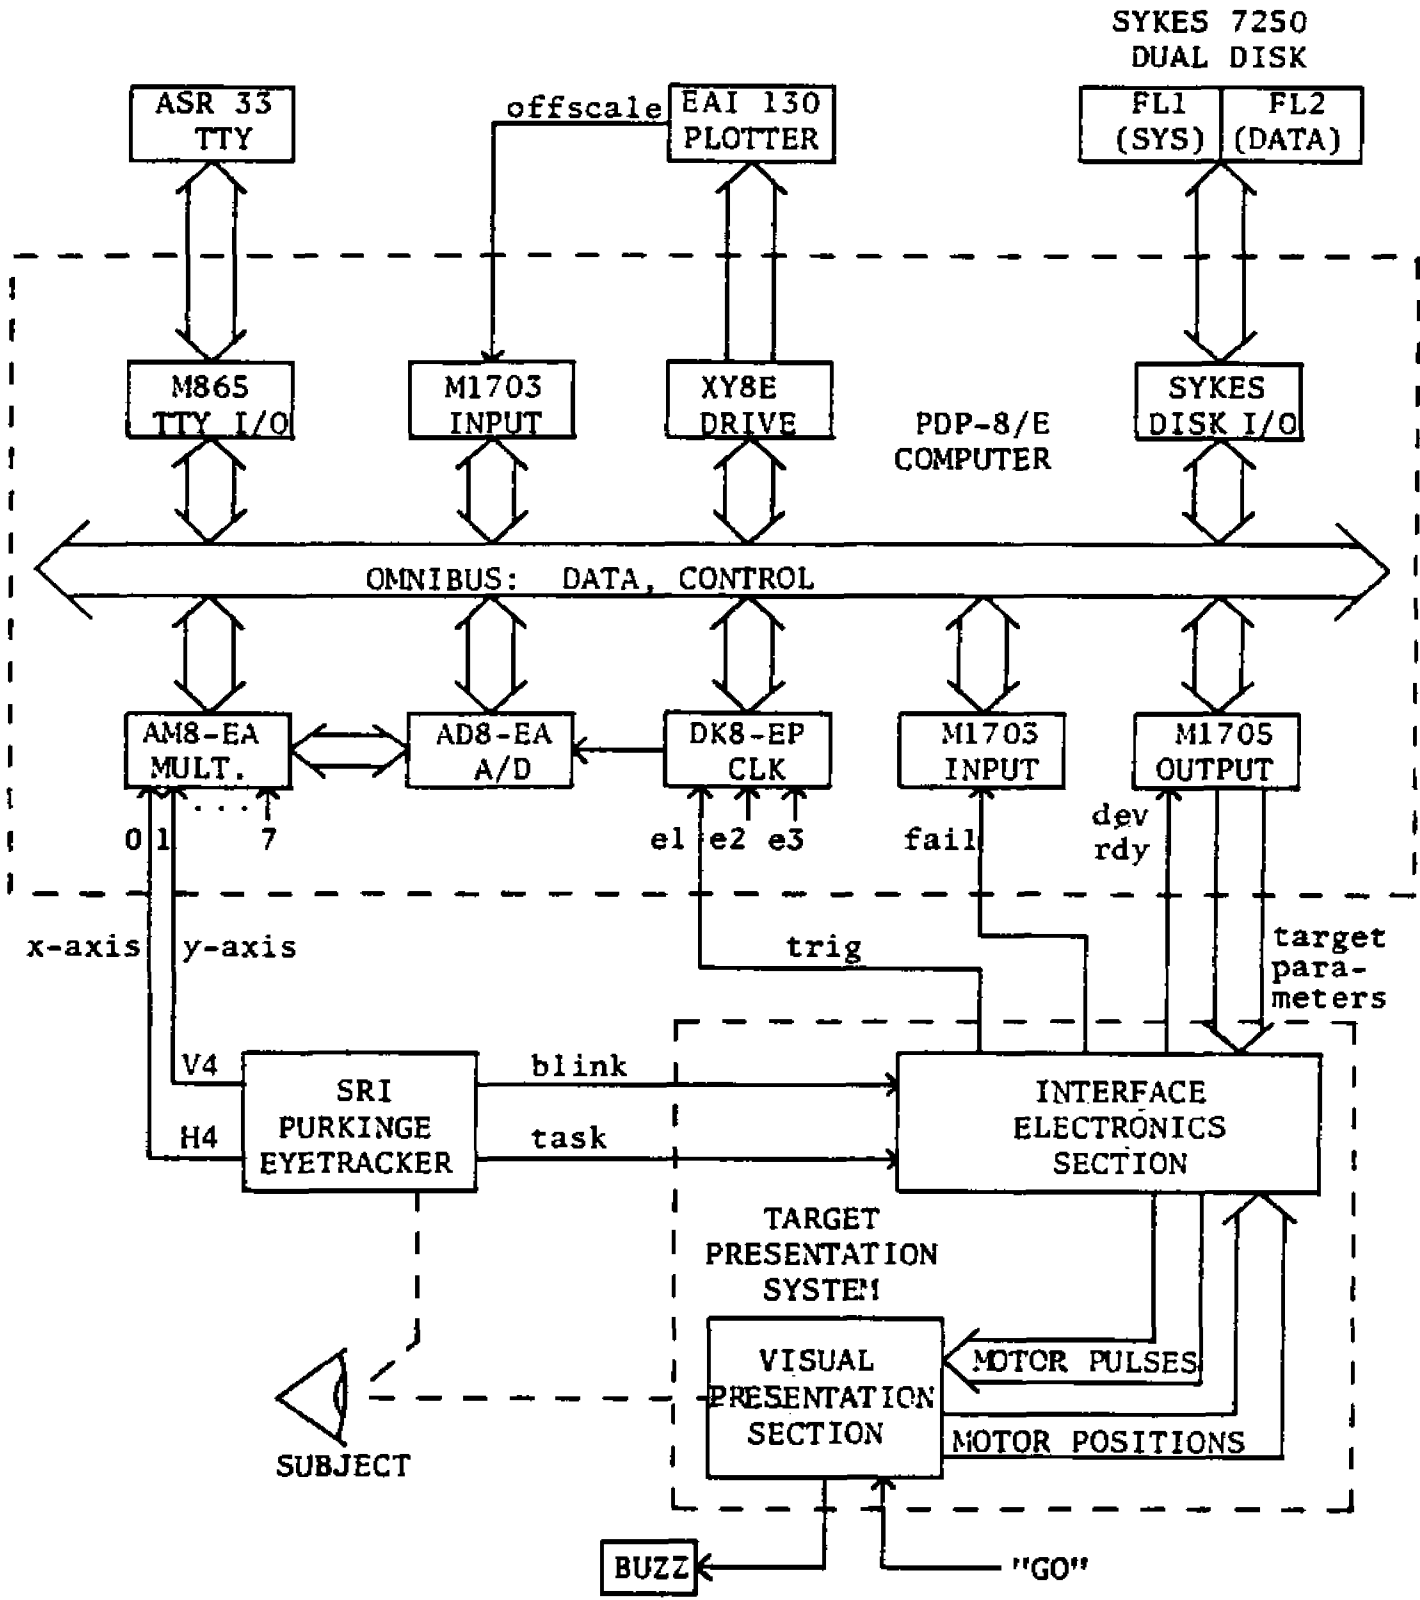 SYKES 7250
DUAL DISK
ASR 33
TTY
offscale
EAI 130
PLOTTER
FL1
(SYS)
FL2
(DATA)
M865
TTY I/O
M1703
INPUT
XY8E
DRIVE
PDP-8/E
COMPUTER
SYKES
DISK I/O
OMNIBUS: DATA, CONTROL
AM8-EA
MULT.
AD8-EA
A/D
DK8-EP
CLK
M1703
INPUT
M1705
OUTPUT
0 1 . . . . 7
e1 e2 e3
fail
dev
rdy
x-axis
y-axis
trig
target
para-
meters
V4
H4
SRI
PURKINGE
EYETRACKER
blink
task
INTERFACE
ELECTRONICS
SECTION
TARGET
PRESENTATION
SYSTEM
VISUAL
PRESENTATION
SECTION
MOTOR PULSES
MOTOR POSITIONS
SUBJECT
BUZZ
"GO"